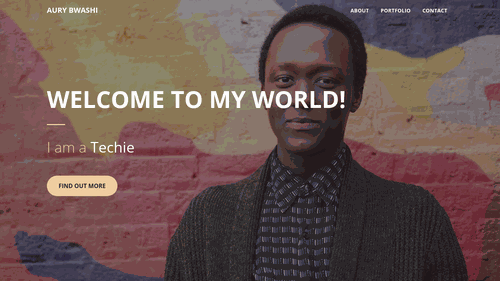 AURY BWASHI
ABOUT PORTFOLIO CONTACT
WELCOME TO MY WORLD!
I am a Techie
FIND OUT MORE